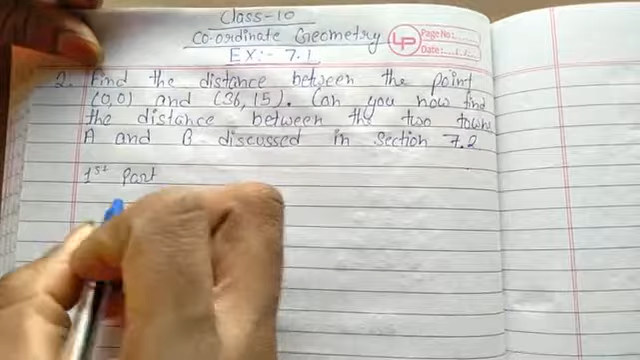 Class-10
Co-ordinate Geometry
EX:- 7.1
LP
Page No.:
Date:
2. Find the distance between the point
(0,0) and (36,15). Can you now find
the distance between the two towns
A and B discussed in section 7.2
1st Part